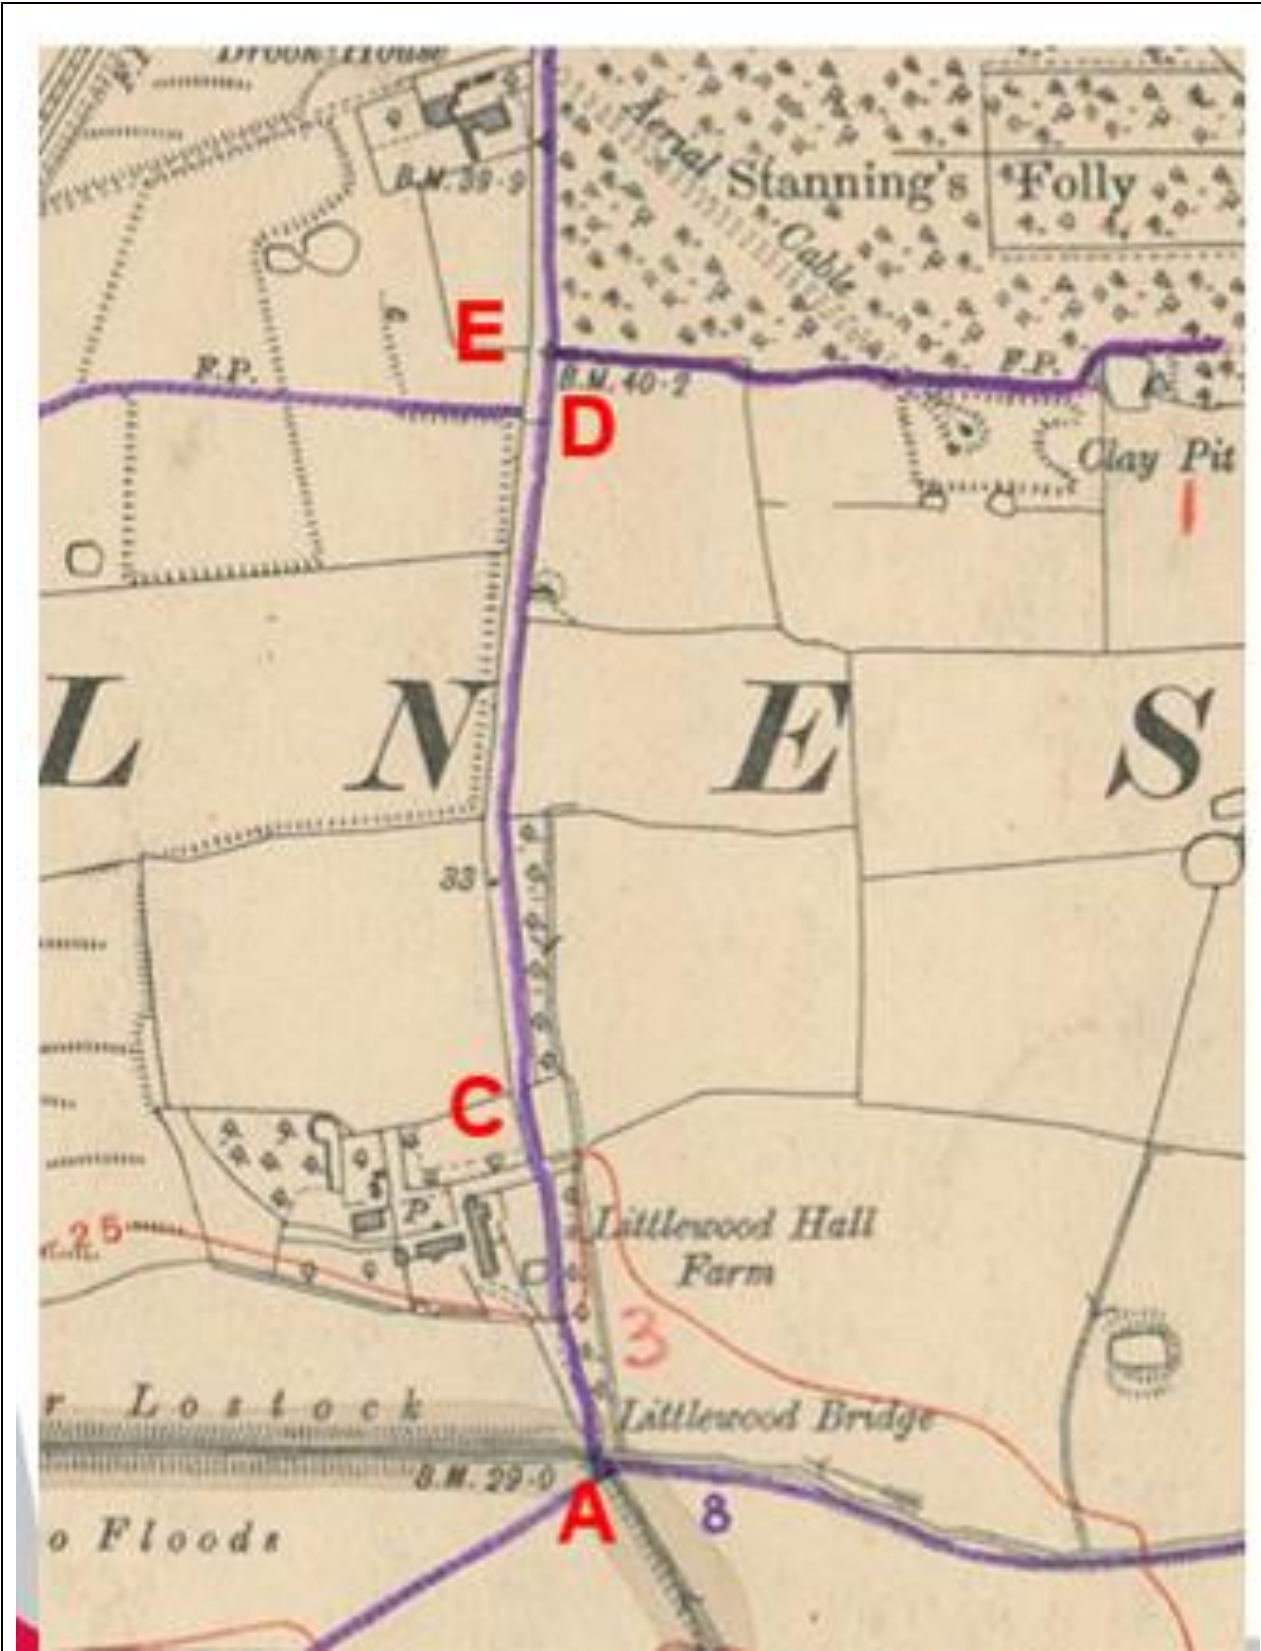 Brook House
Aerial
B.M. 39·9
Stanning's Folly
Cable
E
F.P.
F.P.
B.M. 40·2
D
Clay Pit
1
L N E S
33
C
P.
25
Littlewood Hall
Farm
3
r Lostock
Littlewood Bridge
B.M. 29·0
A
8
o Floods